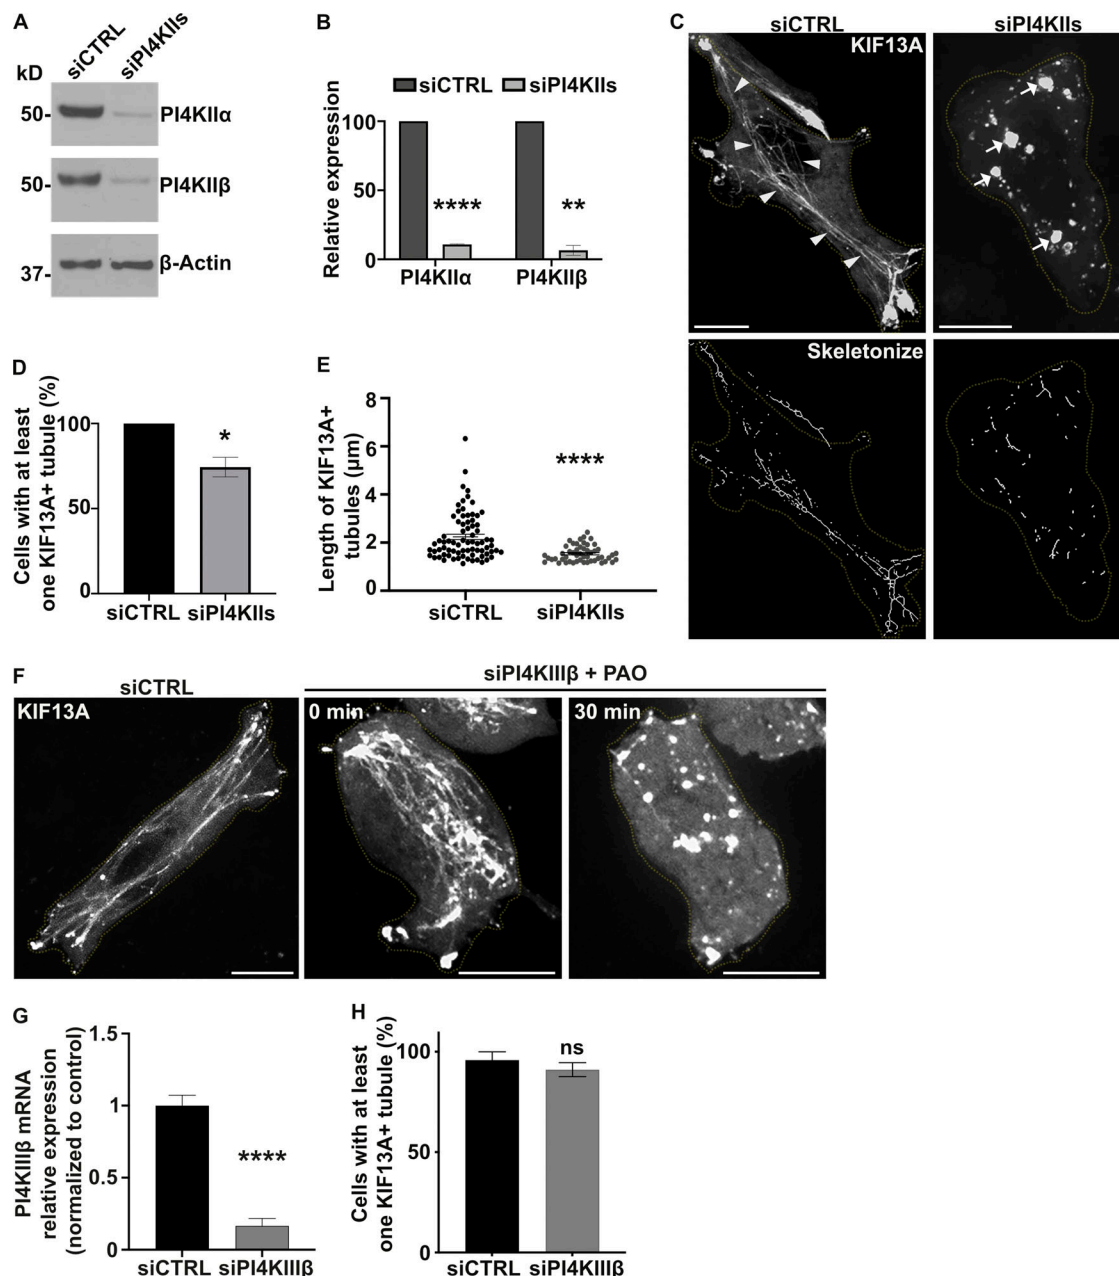 A
siCTRL
siPI4KIIs
kD
50-
PI4KIIα
50-
PI4KIIβ
37-
β-Actin
B
siCTRL siPI4KIIs
Relative expression
100
50
0
****
**
PI4KIIα PI4KIIβ
C
siCTRL siPI4KIIs
KIF13A
Skeletonize
D
Cells with at least
one KIF13A+ tubule (%)
100
50
0
*
siCTRL siPI4KIIs
E
Length of KIF13A+
tubules (µm)
8
6
4
2
0
****
siCTRL siPI4KIIs
F
siCTRL
siPI4KIIIβ + PAO
KIF13A
0 min
30 min
G
PI4KIIIβ mRNA
relative expression
(normalized to control)
1.5
1
0.5
0
****
siCTRL siPI4KIIIβ
H
Cells with at least
one KIF13A+ tubule (%)
100
50
0
ns
siCTRL siPI4KIIIβ